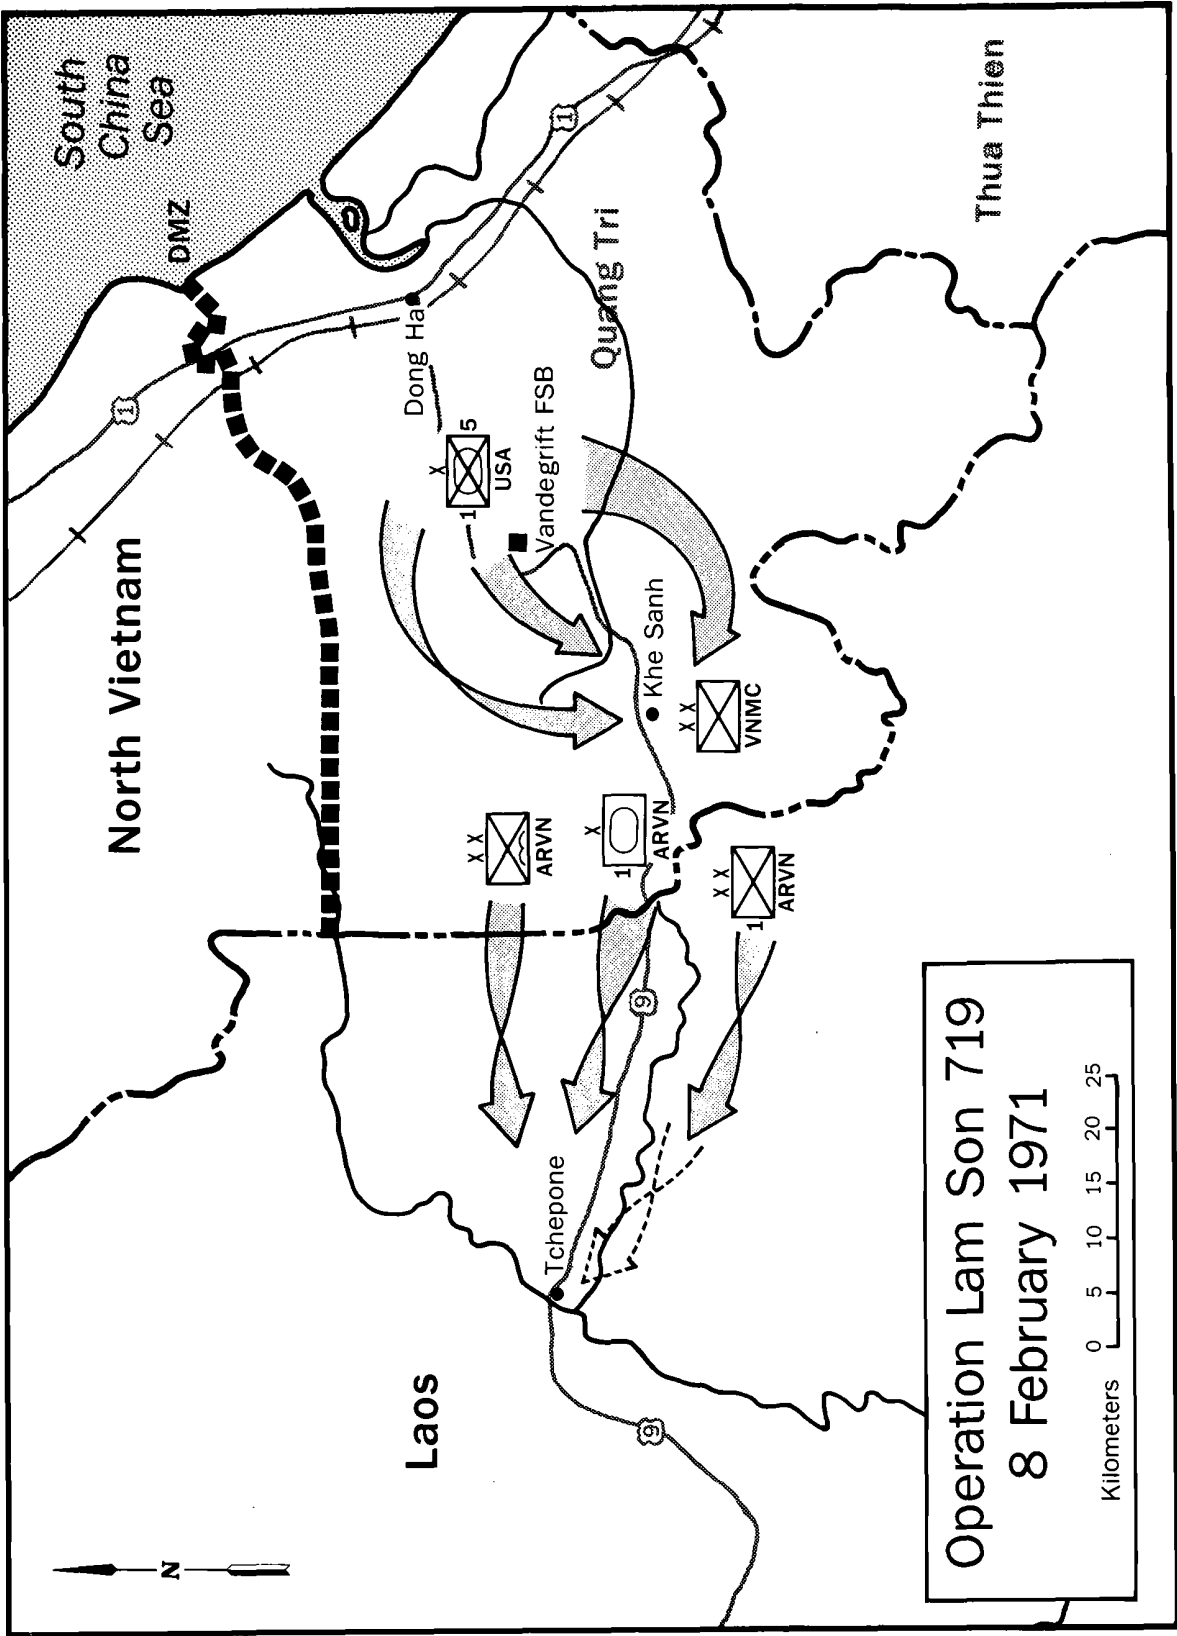 South
China
Sea
DMZ
1
North Vietnam
Dong Ha
1
X
1
5
USA
Vandegrift FSB
Quang Tri
Thua Thien
Khe Sanh
X X
VNMC
X X
ARVN
X
1
ARVN
X X
1
ARVN
9
Tchepone
Laos
9
N
Operation Lam Son 719
8 February 1971
0 5 10 15 20 25
Kilometers